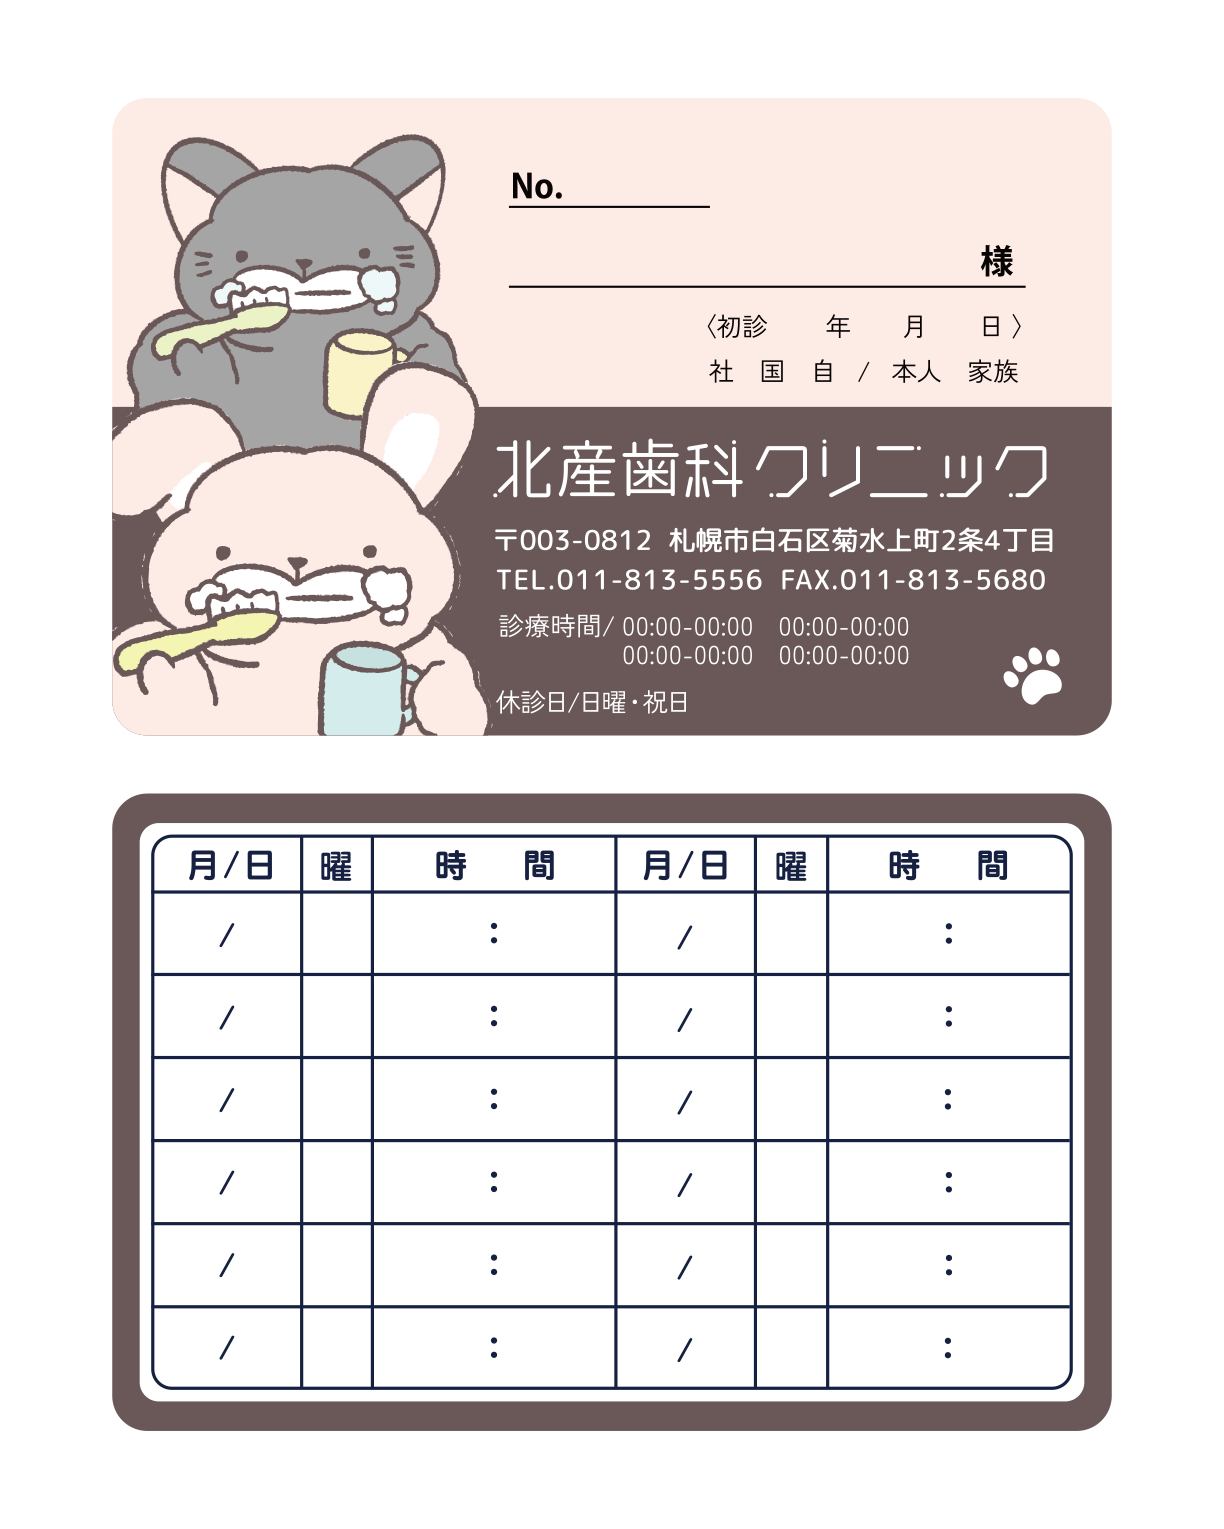 No.
様
〈初診 年 月 日〉
社 国 自 / 本人 家族
北産歯科クリニック
〒003-0812 札幌市白石区菊水上町2条4丁目
TEL.011-813-5556 FAX.011-813-5680
診療時間/ 00:00-00:00 00:00-00:00
00:00-00:00 00:00-00:00
休診日/日曜・祝日
月/日 曜 時 間 月/日 曜 時 間
/ : / :
/ : / :
/ : / :
/ : / :
/ : / :
/ : / :